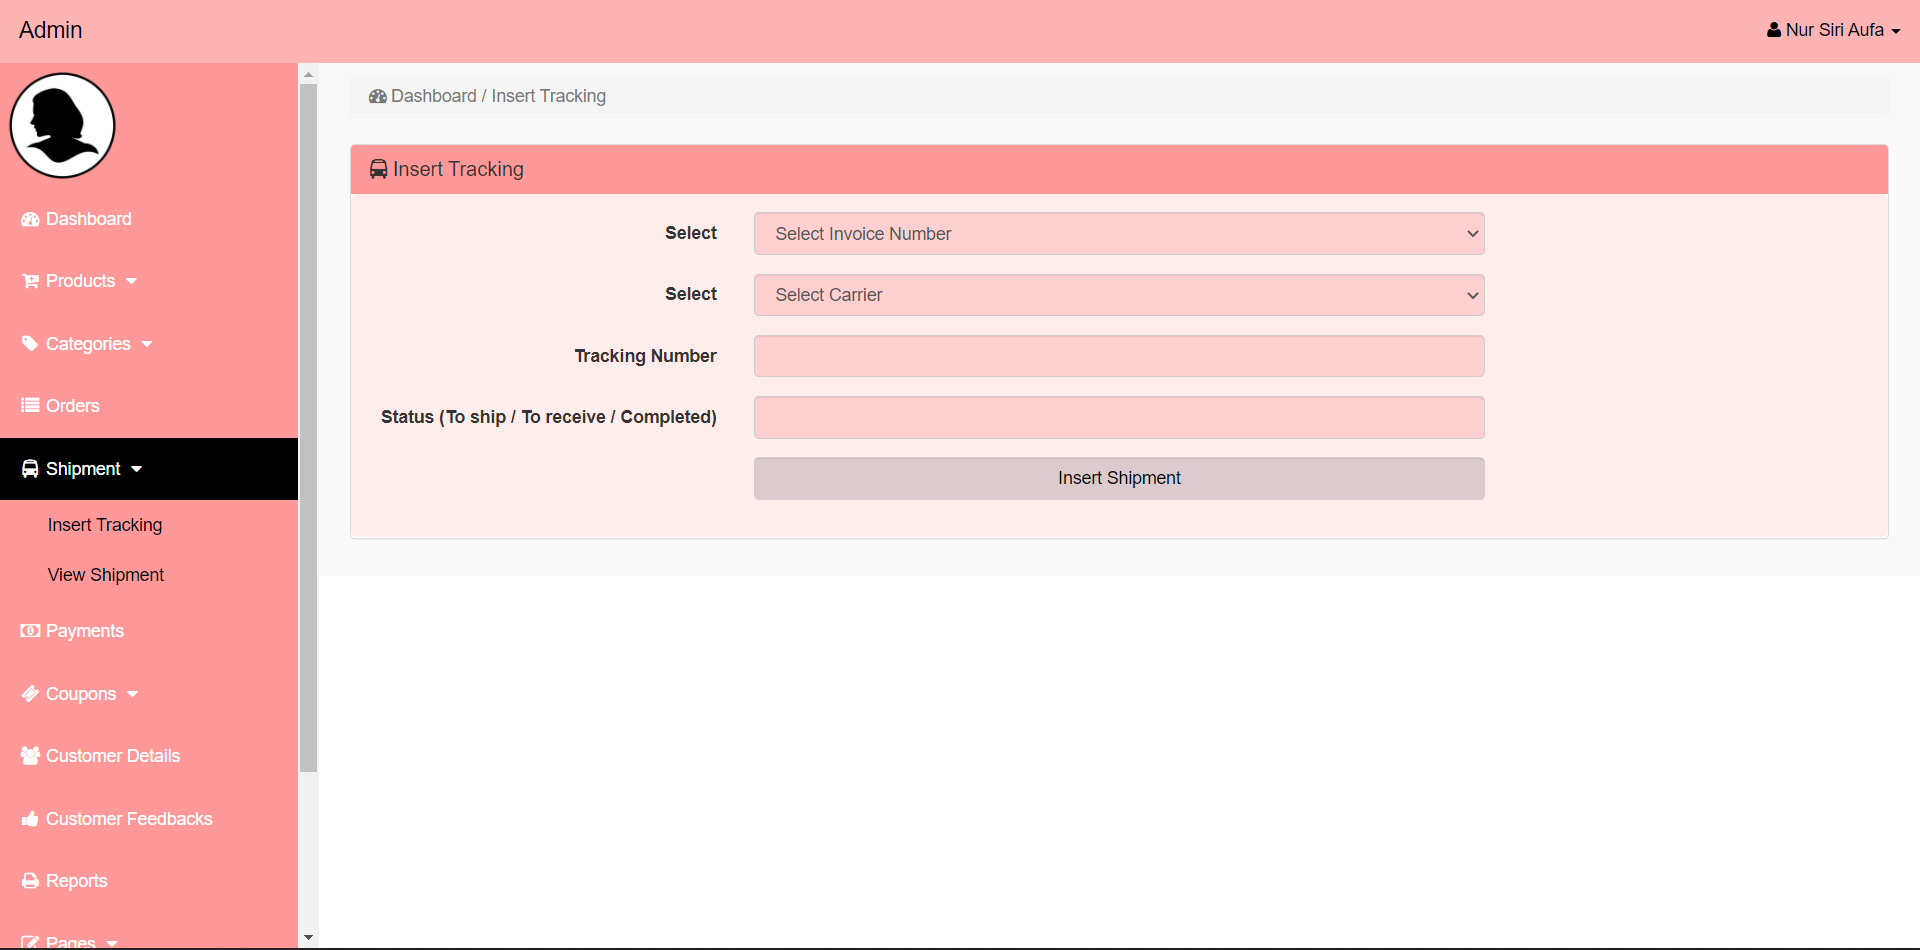 Admin
Nur Siri Aufa
Dashboard / Insert Tracking
Insert Tracking
Select
Select Invoice Number
Select
Select Carrier
Tracking Number
Status (To ship / To receive / Completed)
Insert Shipment
Dashboard
Products
Categories
Orders
Shipment
Insert Tracking
View Shipment
Payments
Coupons
Customer Details
Customer Feedbacks
Reports
Pages